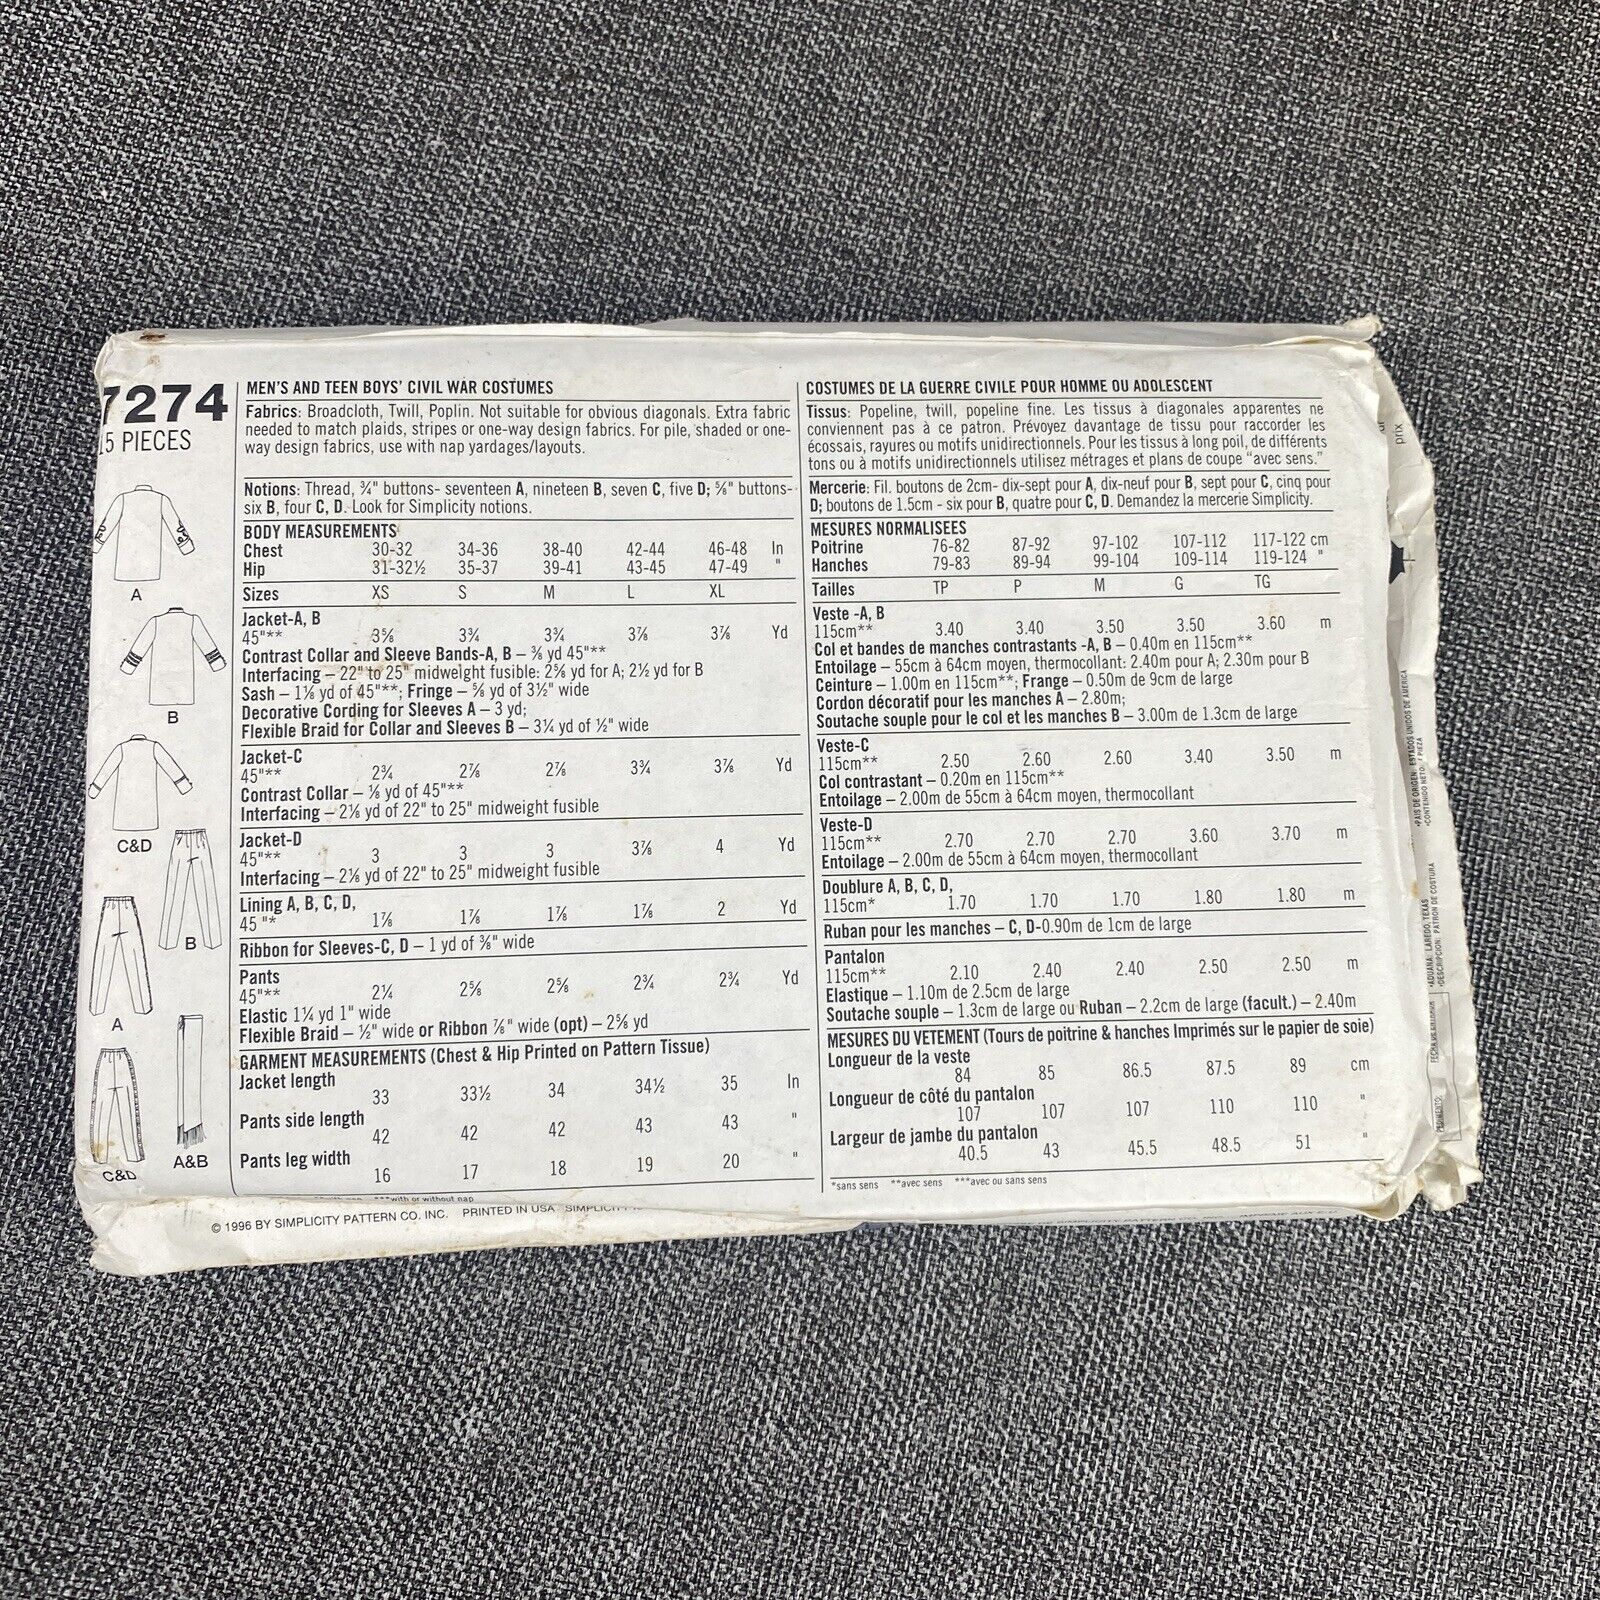 7274
15 PIECES
A
B
C&D
B
A
C&D
A&B
MEN'S AND TEEN BOYS' CIVIL WAR COSTUMES
Fabrics: Broadcloth, Twill, Poplin. Not suitable for obvious diagonals. Extra fabric
needed to match plaids, stripes or one-way design fabrics. For pile, shaded or one-
way design fabrics, use with nap yardages/layouts.
Notions: Thread, ¾" buttons- seventeen A, nineteen B, seven C, five D; ⅝" buttons-
six B, four C, D. Look for Simplicity notions.
BODY MEASUREMENTS
Chest 30-32 34-36 38-40 42-44 46-48 In
Hip 31-32½ 35-37 39-41 43-45 47-49 "
Sizes XS S M L XL
Jacket-A, B
45"** 3⅝ 3¾ 3¾ 3⅞ 3⅞ Yd
Contrast Collar and Sleeve Bands-A, B – ⅜ yd 45"**
Interfacing – 22" to 25" midweight fusible: 2⅝ yd for A; 2½ yd for B
Sash – 1⅛ yd of 45"**; Fringe – ⅝ yd of 3½" wide
Decorative Cording for Sleeves A – 3 yd;
Flexible Braid for Collar and Sleeves B – 3¼ yd of ½" wide
Jacket-C
45"** 2¾ 2⅞ 2⅞ 3¾ 3⅞ Yd
Contrast Collar – ⅛ yd of 45"**
Interfacing – 2⅛ yd of 22" to 25" midweight fusible
Jacket-D
45"** 3 3 3 3⅞ 4 Yd
Interfacing – 2⅛ yd of 22" to 25" midweight fusible
Lining A, B, C, D,
45 "* 1⅞ 1⅞ 1⅞ 1⅞ 2 Yd
Ribbon for Sleeves-C, D – 1 yd of ⅜" wide
Pants
45"** 2¼ 2⅝ 2⅝ 2¾ 2¾ Yd
Elastic 1¼ yd 1" wide
Flexible Braid – ½" wide or Ribbon ⅞" wide (opt) – 2⅝ yd
GARMENT MEASUREMENTS (Chest & Hip Printed on Pattern Tissue)
Jacket length
33 33½ 34 34½ 35 In
Pants side length
42 42 42 43 43 "
Pants leg width
16 17 18 19 20 "
***with or without nap
© 1996 BY SIMPLICITY PATTERN CO. INC. PRINTED IN USA
COSTUMES DE LA GUERRE CIVILE POUR HOMME OU ADOLESCENT
Tissus: Popeline, twill, popeline fine. Les tissus à diagonales apparentes ne
conviennent pas à ce patron. Prévoyez davantage de tissu pour raccorder les
écossais, rayures ou motifs unidirectionnels. Pour les tissus à long poil, de différents
tons ou à motifs unidirectionnels utilisez métrages et plans de coupe "avec sens."
Mercerie: Fil. boutons de 2cm- dix-sept pour A, dix-neuf pour B, sept pour C, cinq pour
D; boutons de 1.5cm - six pour B, quatre pour C, D. Demandez la mercerie Simplicity.
MESURES NORMALISEES
Poitrine 76-82 87-92 97-102 107-112 117-122 cm
Hanches 79-83 89-94 99-104 109-114 119-124 "
Tailles TP P M G TG
Veste -A, B
115cm** 3.40 3.40 3.50 3.50 3.60 m
Col et bandes de manches contrastants -A, B – 0.40m en 115cm**
Entoilage – 55cm à 64cm moyen, thermocollant: 2.40m pour A; 2.30m pour B
Ceinture – 1.00m en 115cm**; Frange – 0.50m de 9cm de large
Cordon décoratif pour les manches A – 2.80m;
Soutache souple pour le col et les manches B – 3.00m de 1.3cm de large
Veste-C
115cm** 2.50 2.60 2.60 3.40 3.50 m
Col contrastant – 0.20m en 115cm**
Entoilage – 2.00m de 55cm à 64cm moyen, thermocollant
Veste-D
115cm** 2.70 2.70 2.70 3.60 3.70 m
Entoilage – 2.00m de 55cm à 64cm moyen, thermocollant
Doublure A, B, C, D,
115cm* 1.70 1.70 1.70 1.80 1.80 m
Ruban pour les manches – C, D-0.90m de 1cm de large
Pantalon
115cm** 2.10 2.40 2.40 2.50 2.50 m
Elastique – 1.10m de 2.5cm de large
Soutache souple – 1.3cm de large ou Ruban – 2.2cm de large (facult.) – 2.40m
MESURES DU VETEMENT (Tours de poitrine & hanches Imprimés sur le papier de soie)
Longueur de la veste
84 85 86.5 87.5 89 cm
Longueur de côté du pantalon
107 107 107 110 110 "
Largeur de jambe du pantalon
40.5 43 45.5 48.5 51 "
*sans sens **avec sens ***avec ou sans sens
prix
•PAIS DE ORIGEN: ESTADOS UNIDOS DE AMERICA
•CONTENIDO NETO: 1 PIEZA
•ADUANA: LAREDO, TEXAS
•DESCRIPCION: PATRON DE COSTURA